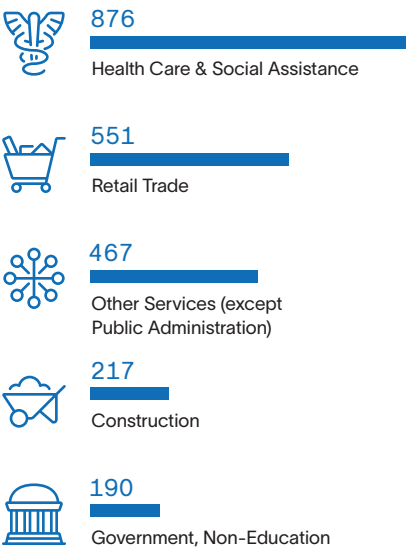 876
Health Care & Social Assistance
551
Retail Trade
467
Other Services (except
Public Administration)
217
Construction
190
Government, Non-Education